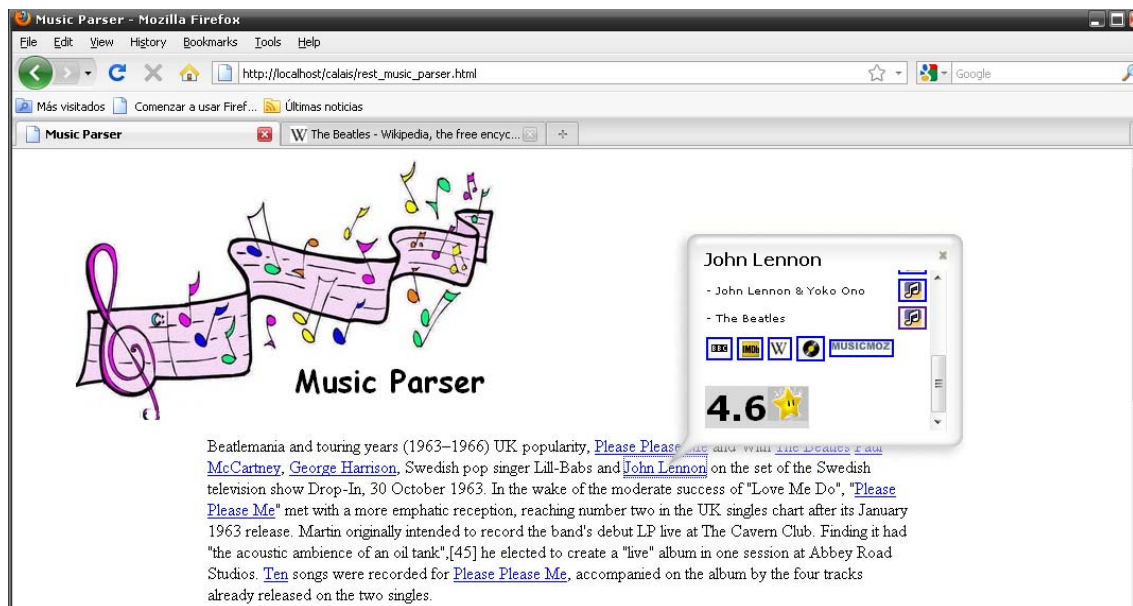 Music Parser - Mozilla Firefox
File Edit View History Bookmarks Tools Help
http://localhost/calais/rest_music_parser.html
Google
Más visitados Comenzar a usar Firef... Últimas noticias
Music Parser
The Beatles - Wikipedia, the free encyc...
Music Parser
John Lennon
- John Lennon & Yoko Ono
- The Beatles
BBC IMDb W MUSICMOZ
4.6
Beatlemania and touring years (1963–1966) UK popularity, Please Please Me and With The Beatles Paul
McCartney, George Harrison, Swedish pop singer Lill-Babs and John Lennon on the set of the Swedish
television show Drop-In, 30 October 1963. In the wake of the moderate success of "Love Me Do", "Please
Please Me" met with a more emphatic reception, reaching number two in the UK singles chart after its January
1963 release. Martin originally intended to record the band's debut LP live at The Cavern Club. Finding it had
"the acoustic ambience of an oil tank",[45] he elected to create a "live" album in one session at Abbey Road
Studios. Ten songs were recorded for Please Please Me, accompanied on the album by the four tracks
already released on the two singles.